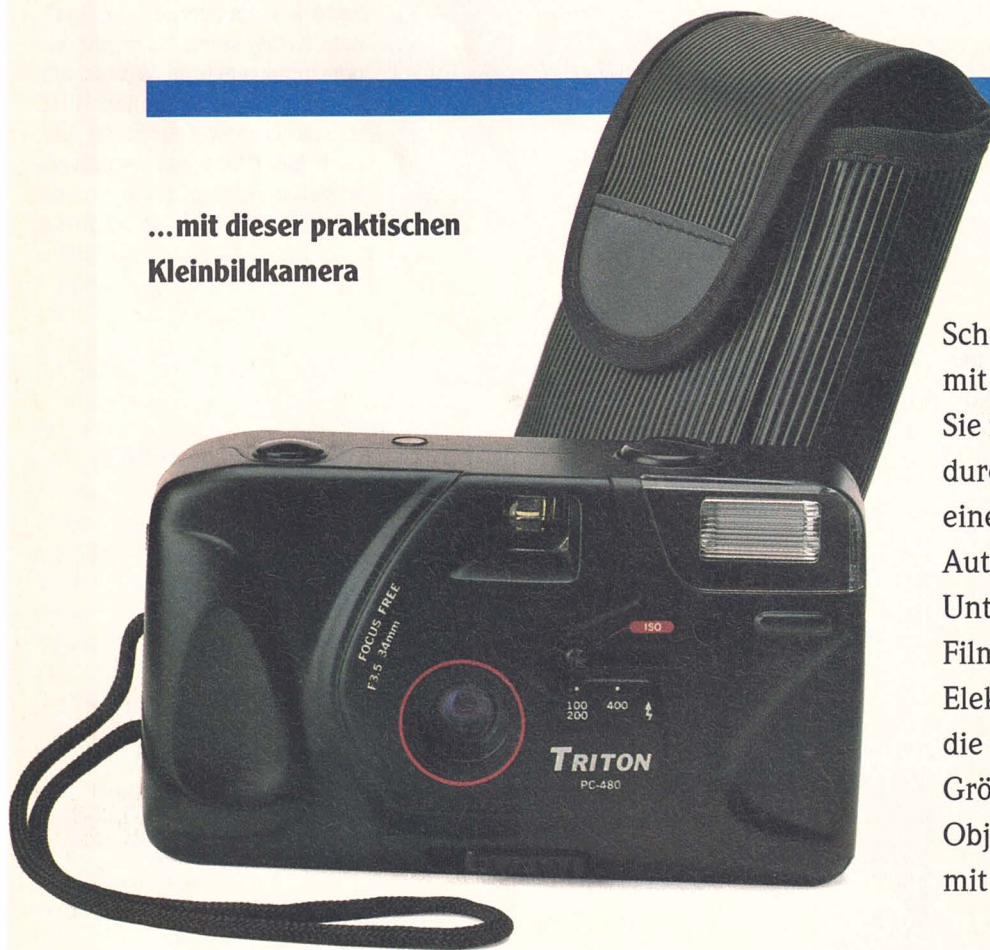 ...mit dieser praktischen
Kleinbildkamera
FOCUS FREE
F3.5 34mm
ISO
100 400
200
TRITON
PC-480
Sch
mit
Sie
dur
eine
Aut
Unt
Film
Elek
die
Grö
Obj
mit